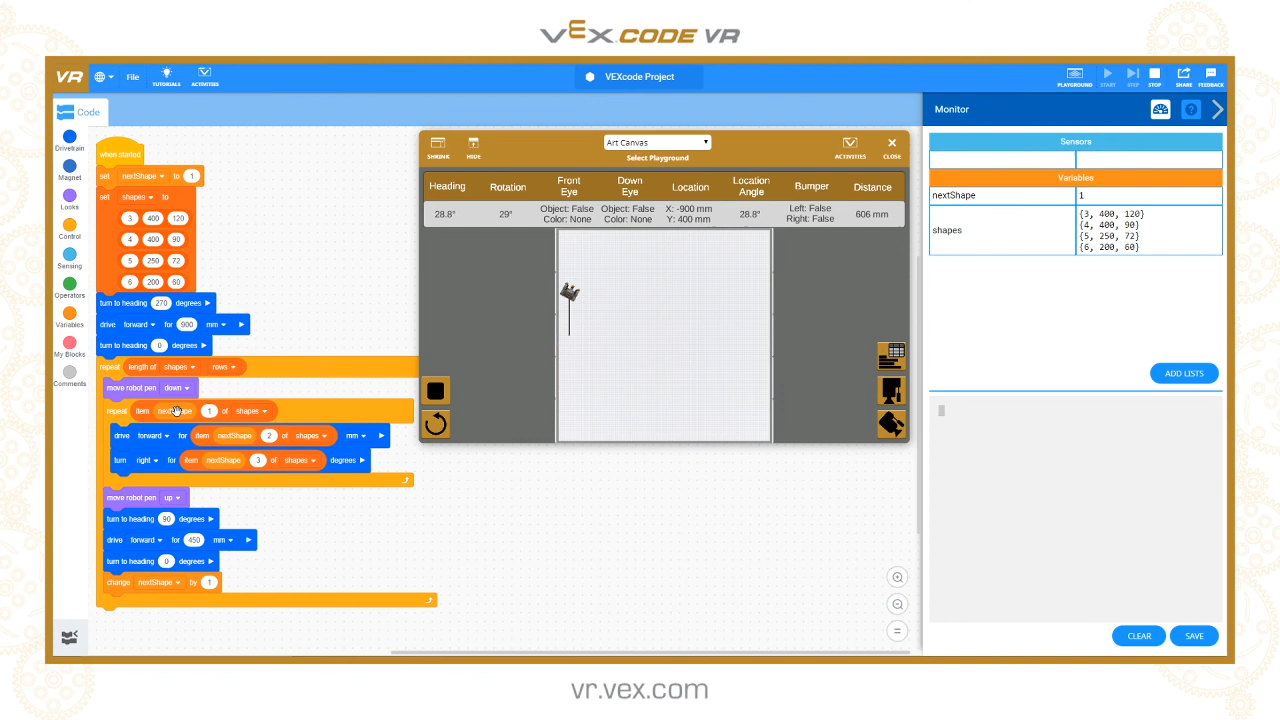 VEX CODE VR
VR
File
TUTORIALS
ACTIVITIES
VEXcode Project
PLAYGROUND
START
STEP
STOP
SHARE
FEEDBACK
Code
Drivetrain
Magnet
Looks
Control
Sensing
Operators
Variables
My Blocks
Comments
when started
set nextShape to 1
set shapes to
3 400 120
4 400 90
5 250 72
6 200 60
turn to heading 270 degrees
drive forward for 900 mm
turn to heading 0 degrees
repeat length of shapes rows
move robot pen down
repeat item nextShape 1 of shapes
drive forward for item nextShape 2 of shapes mm
turn right for item nextShape 3 of shapes degrees
move robot pen up
turn to heading 90 degrees
drive forward for 450 mm
turn to heading 0 degrees
change nextShape by 1
SHRINK
HIDE
Art Canvas
Select Playground
ACTIVITIES
CLOSE
Heading
Rotation
Front Eye
Down Eye
Location
Location Angle
Bumper
Distance
28.8°
29°
Object: False
Color: None
Object: False
Color: None
X: -900 mm
Y: 400 mm
28.8°
Left: False
Right: False
606 mm
Monitor
?
Sensors
Variables
nextShape
1
shapes
{3, 400, 120}
{4, 400, 90}
{5, 250, 72}
{6, 200, 60}
ADD LISTS
CLEAR
SAVE
vr.vex.com